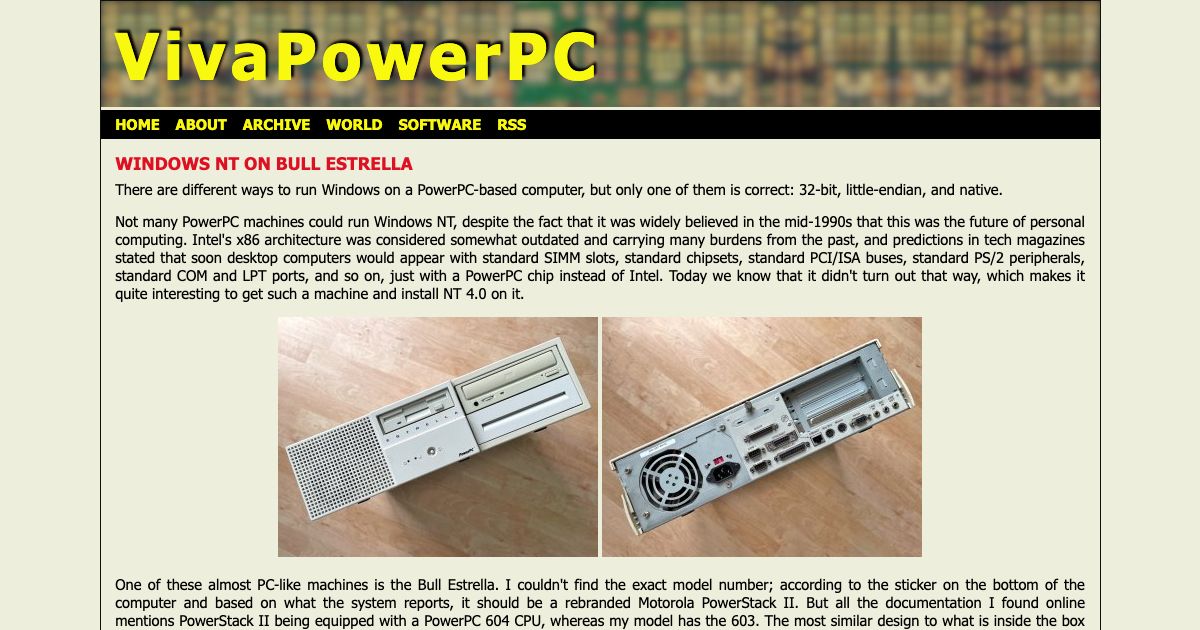 VivaPowerPC
HOME ABOUT ARCHIVE WORLD SOFTWARE RSS
WINDOWS NT ON BULL ESTRELLA
There are different ways to run Windows on a PowerPC-based computer, but only one of them is correct: 32-bit, little-endian, and native.
Not many PowerPC machines could run Windows NT, despite the fact that it was widely believed in the mid-1990s that this was the future of personal
computing. Intel's x86 architecture was considered somewhat outdated and carrying many burdens from the past, and predictions in tech magazines
stated that soon desktop computers would appear with standard SIMM slots, standard chipsets, standard PCI/ISA buses, standard PS/2 peripherals,
standard COM and LPT ports, and so on, just with a PowerPC chip instead of Intel. Today we know that it didn't turn out that way, which makes it
quite interesting to get such a machine and install NT 4.0 on it.
PowerPC
One of these almost PC-like machines is the Bull Estrella. I couldn't find the exact model number; according to the sticker on the bottom of the
computer and based on what the system reports, it should be a rebranded Motorola PowerStack II. But all the documentation I found online
mentions PowerStack II being equipped with a PowerPC 604 CPU, whereas my model has the 603. The most similar design to what is inside the box